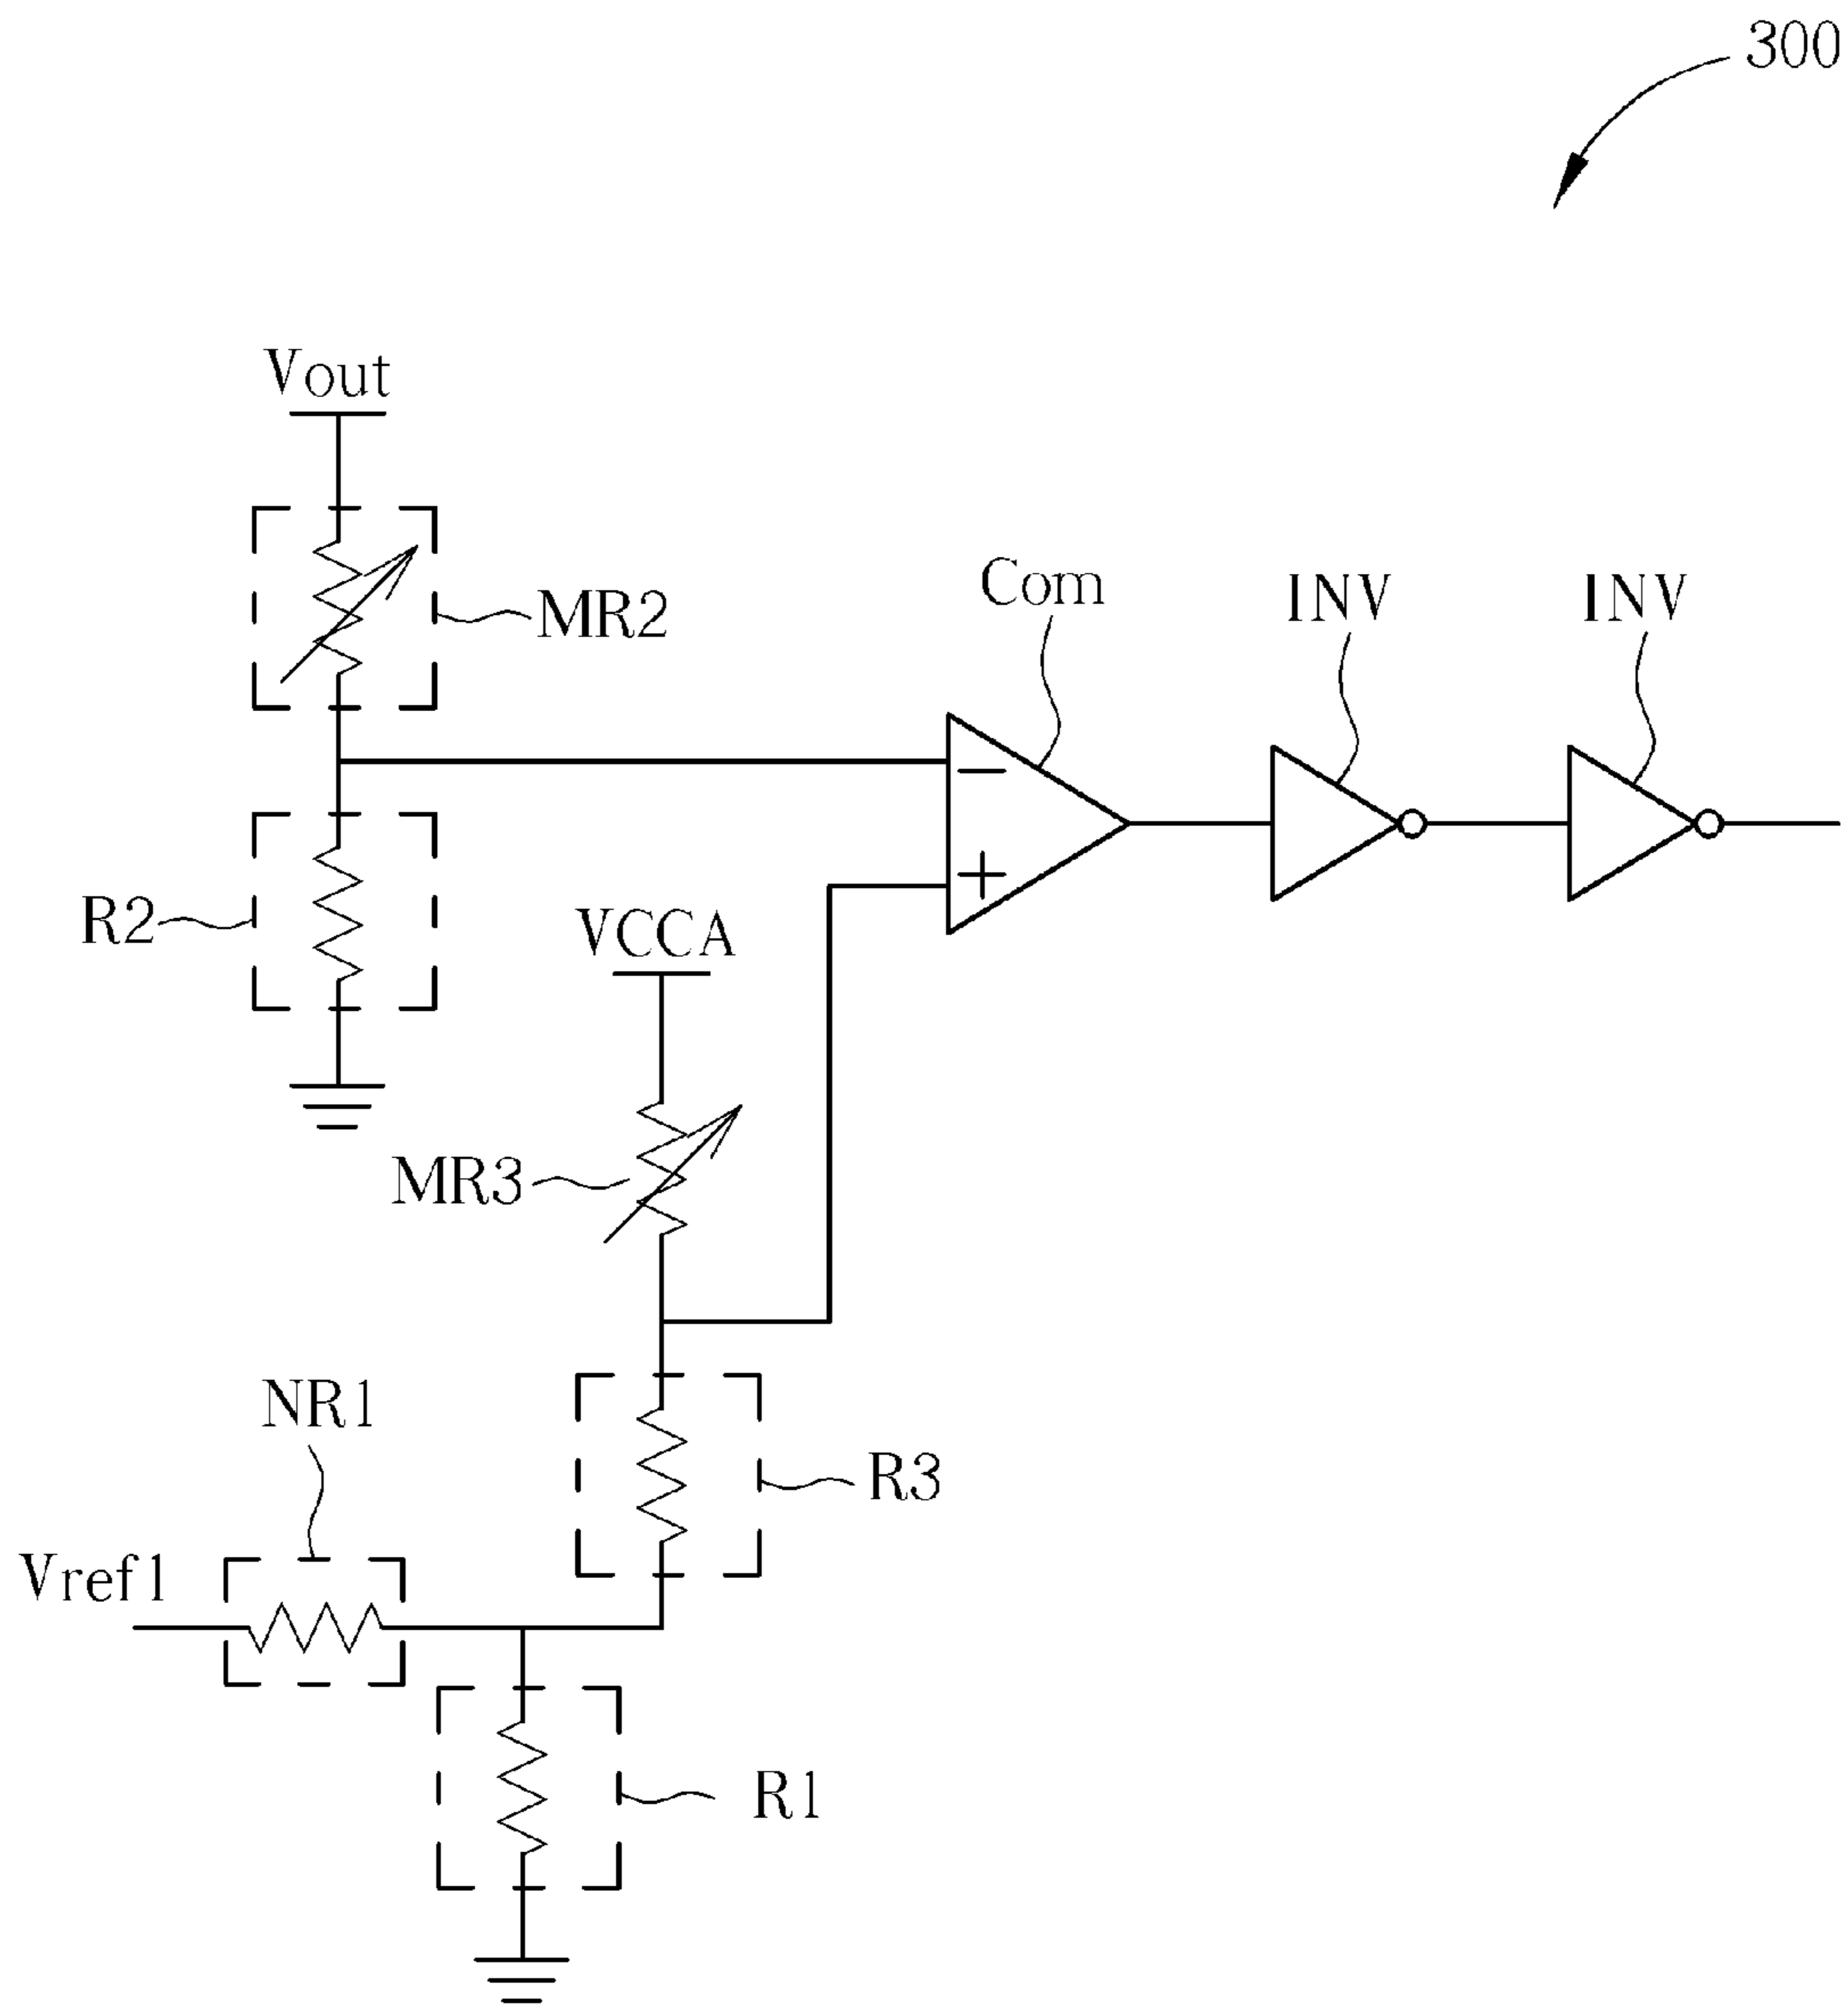 300
Vout
MR2
Com
INV
INV
R2
VCCA
MR3
NR1
R3
Vref1
R1